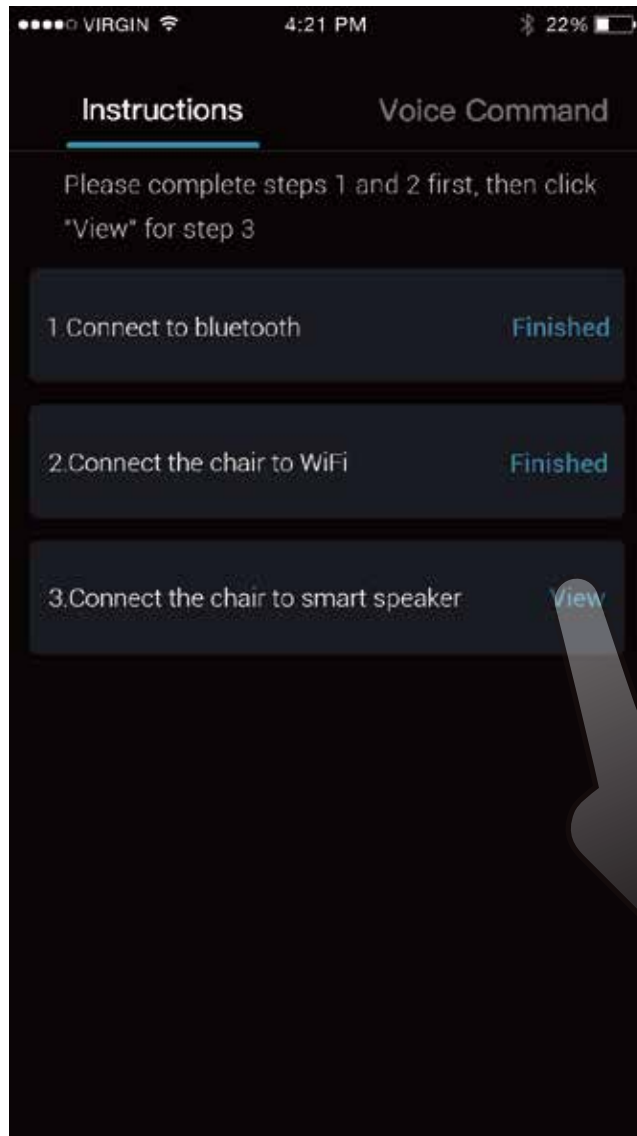 VIRGIN 4:21 PM 22%
Instructions Voice Command
Please complete steps 1 and 2 first, then click
"View" for step 3
1.Connect to bluetooth Finished
2.Connect the chair to WiFi Finished
3.Connect the chair to smart speaker View